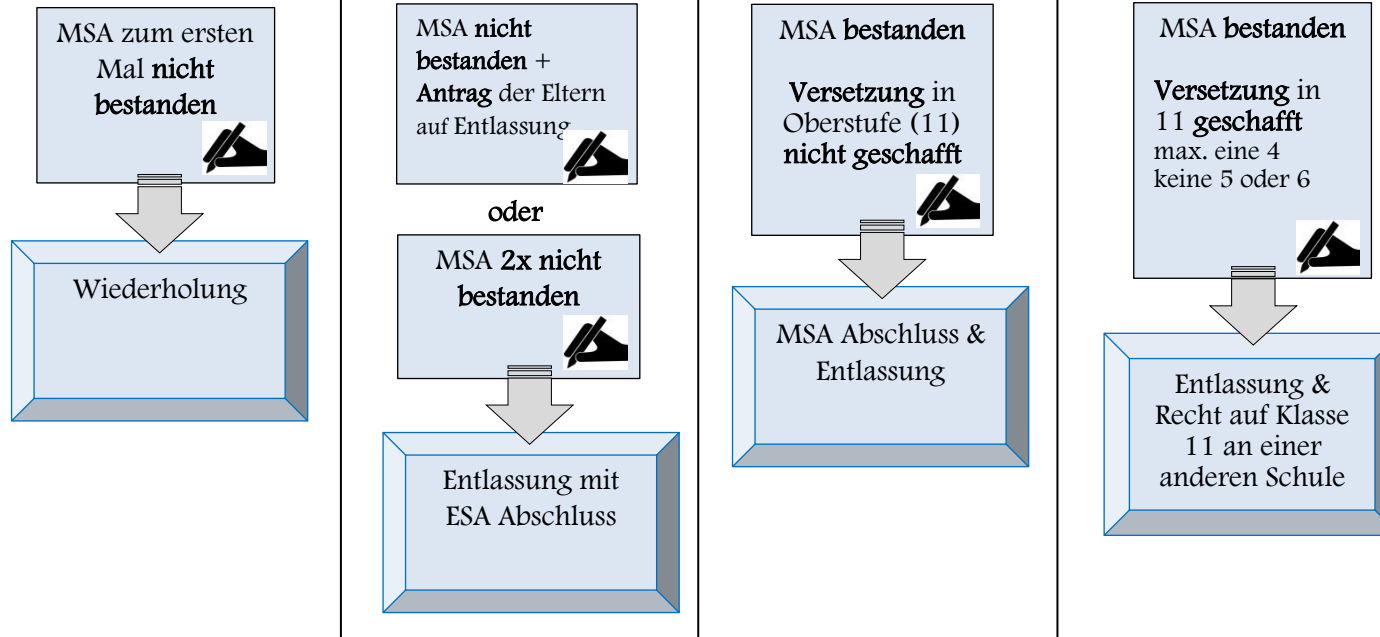 MSA zum ersten
Mal nicht
bestanden
Wiederholung
MSA nicht
bestanden +
Antrag der Eltern
auf Entlassung
oder
MSA 2x nicht
bestanden
Entlassung mit
ESA Abschluss
MSA bestanden
Versetzung in
Oberstufe (11)
nicht geschafft
MSA Abschluss &
Entlassung
MSA bestanden
Versetzung in
11 geschafft
max. eine 4
keine 5 oder 6
Entlassung &
Recht auf Klasse
11 an einer
anderen Schule